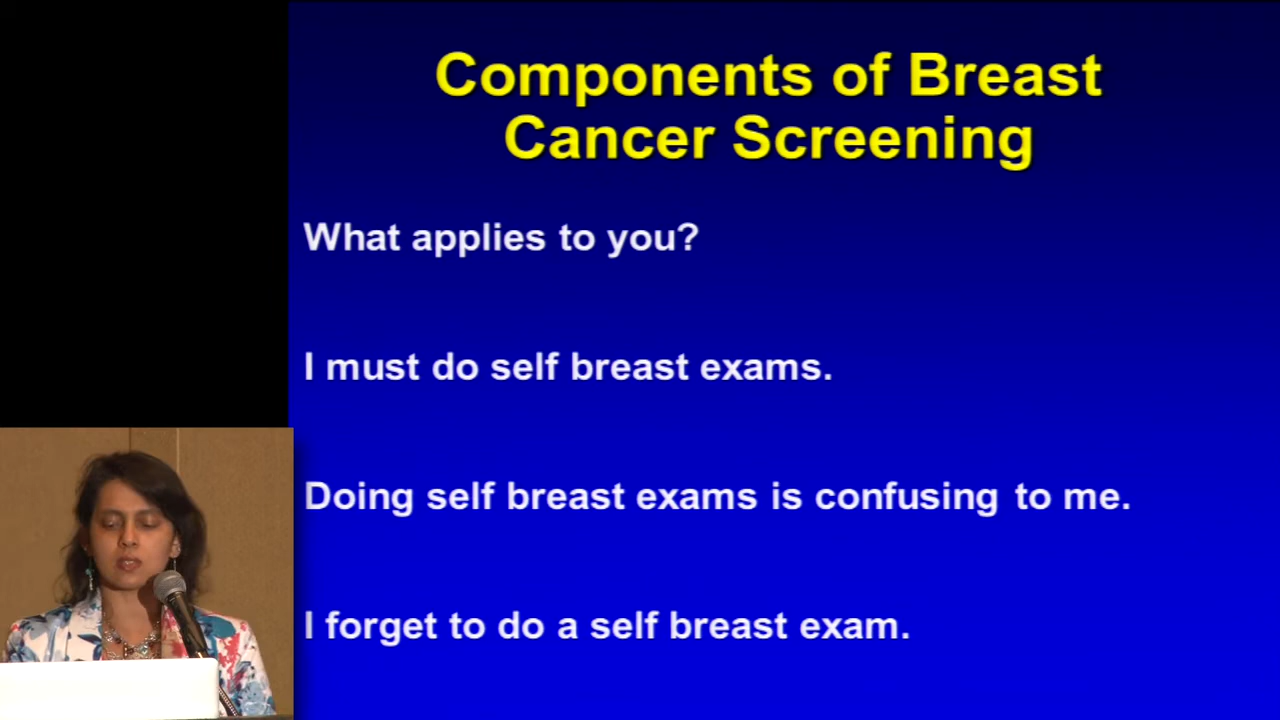 Components of Breast
Cancer Screening
What applies to you?
I must do self breast exams.
Doing self breast exams is confusing to me.
I forget to do a self breast exam.